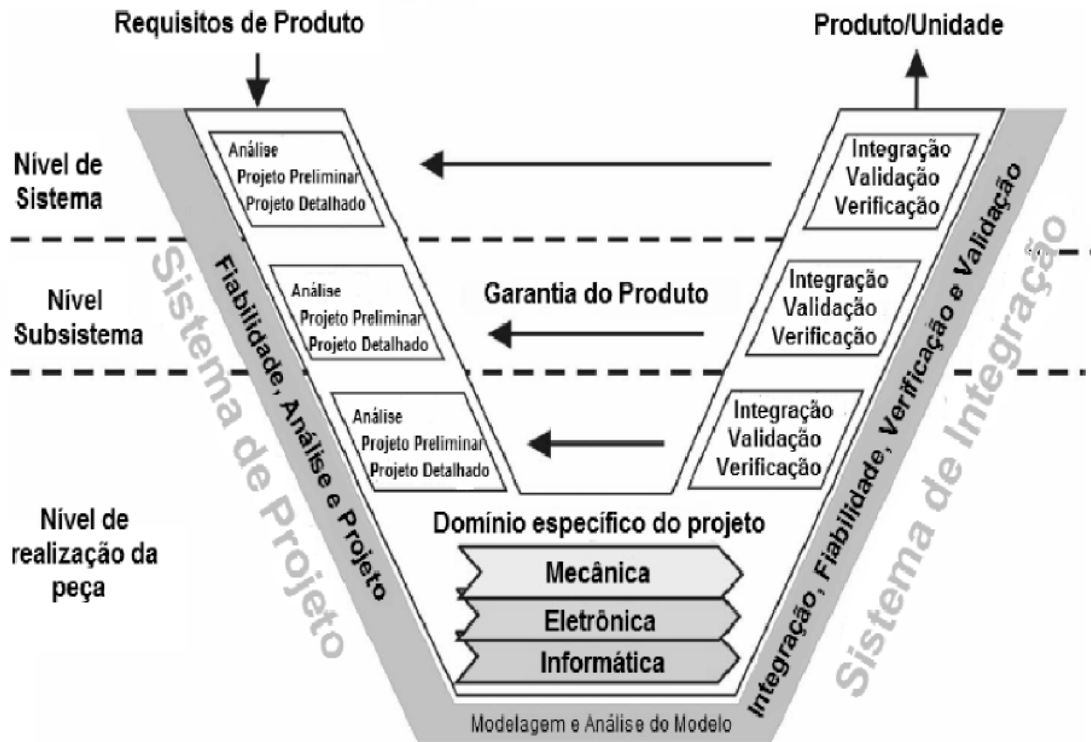 Requisitos de Produto
Produto/Unidade
Nível de
Sistema
Análise
Projeto Preliminar
Projeto Detalhado
Integração
Validação
Verificação
Nível
Subsistema
Análise
Projeto Preliminar
Projeto Detalhado
Garantia do Produto
Integração
Validação
Verificação
Nível de
realização da
peça
Análise
Projeto Preliminar
Projeto Detalhado
Integração
Validação
Verificação
Domínio específico do projeto
Mecânica
Eletrônica
Informática
Modelagem e Análise do Modelo
Sistema de Projeto
Fiabilidade, Análise e Projeto
Integração, Fiabilidade, Verificação e Validação
Sistema de Integração